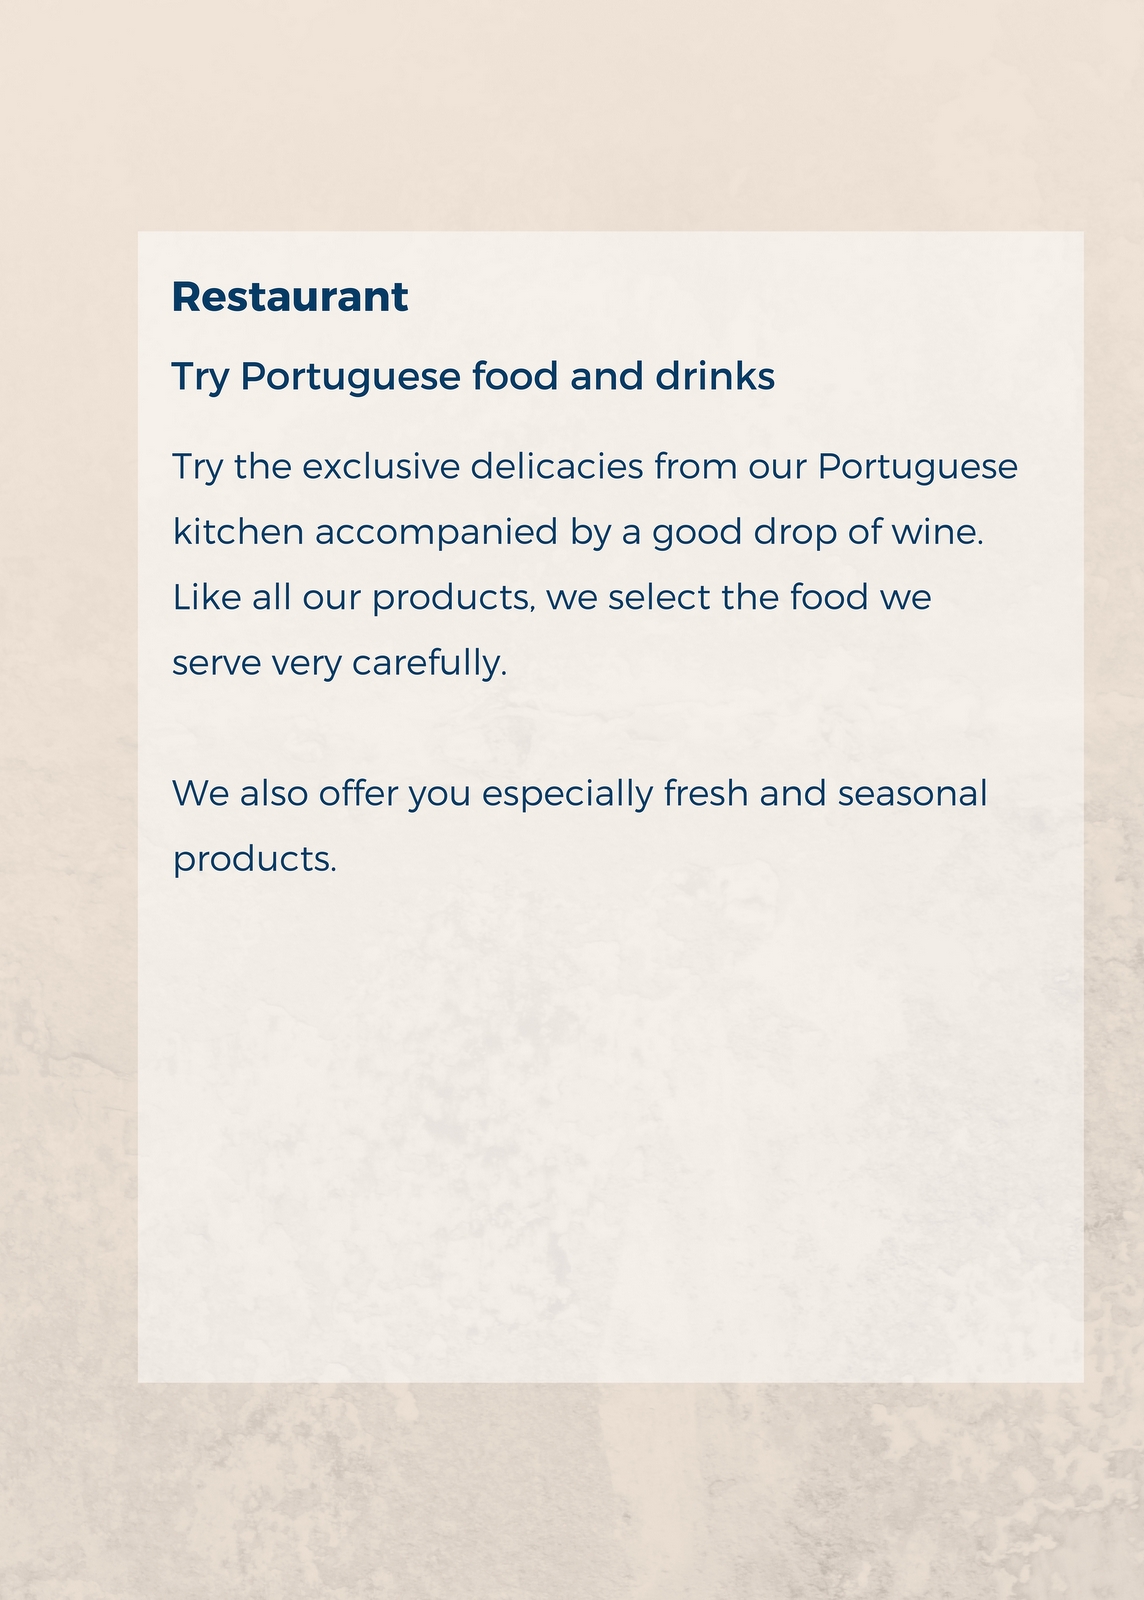 Restaurant
Try Portuguese food and drinks
Try the exclusive delicacies from our Portuguese
kitchen accompanied by a good drop of wine.
Like all our products, we select the food we
serve very carefully.
We also offer you especially fresh and seasonal
products.